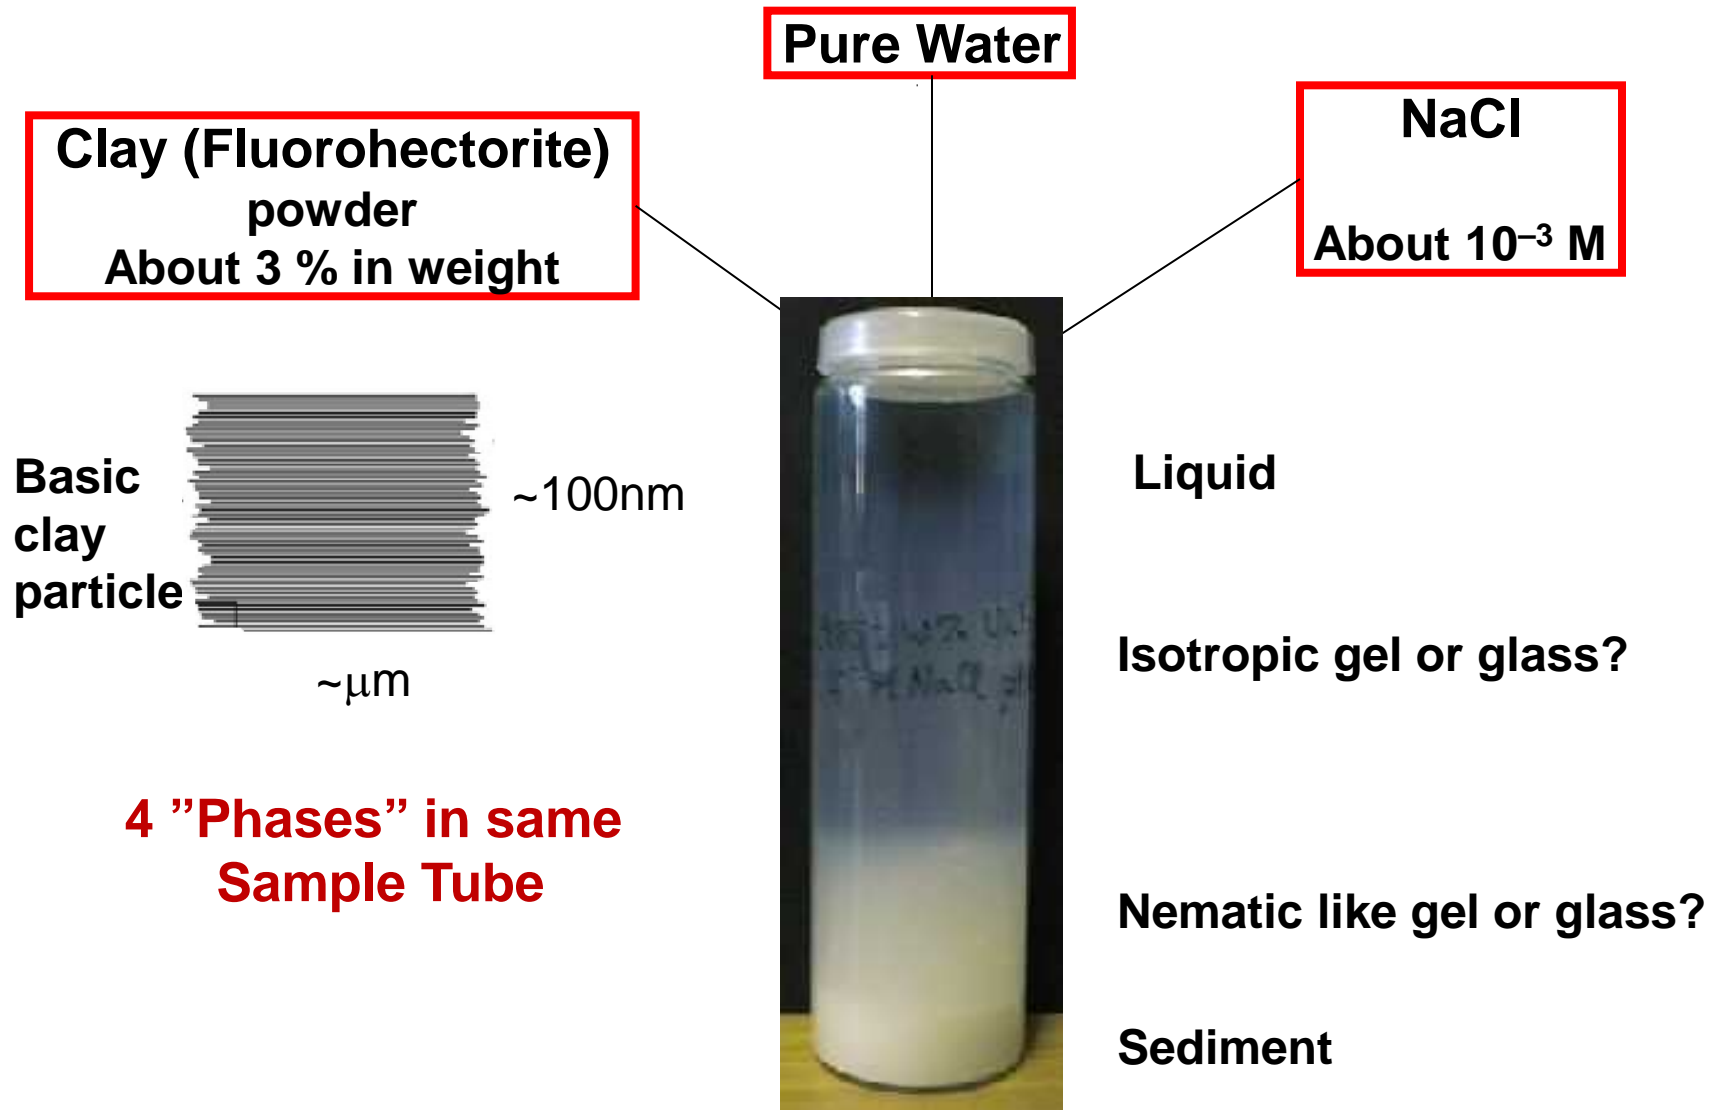 Pure Water
Clay (Fluorohectorite)
powder
About 3 % in weight
NaCl
About 10⁻³ M
Basic
clay
particle
~100nm
~μm
4 ”Phases” in same
Sample Tube
Liquid
Isotropic gel or glass?
Nematic like gel or glass?
Sediment
NaCl